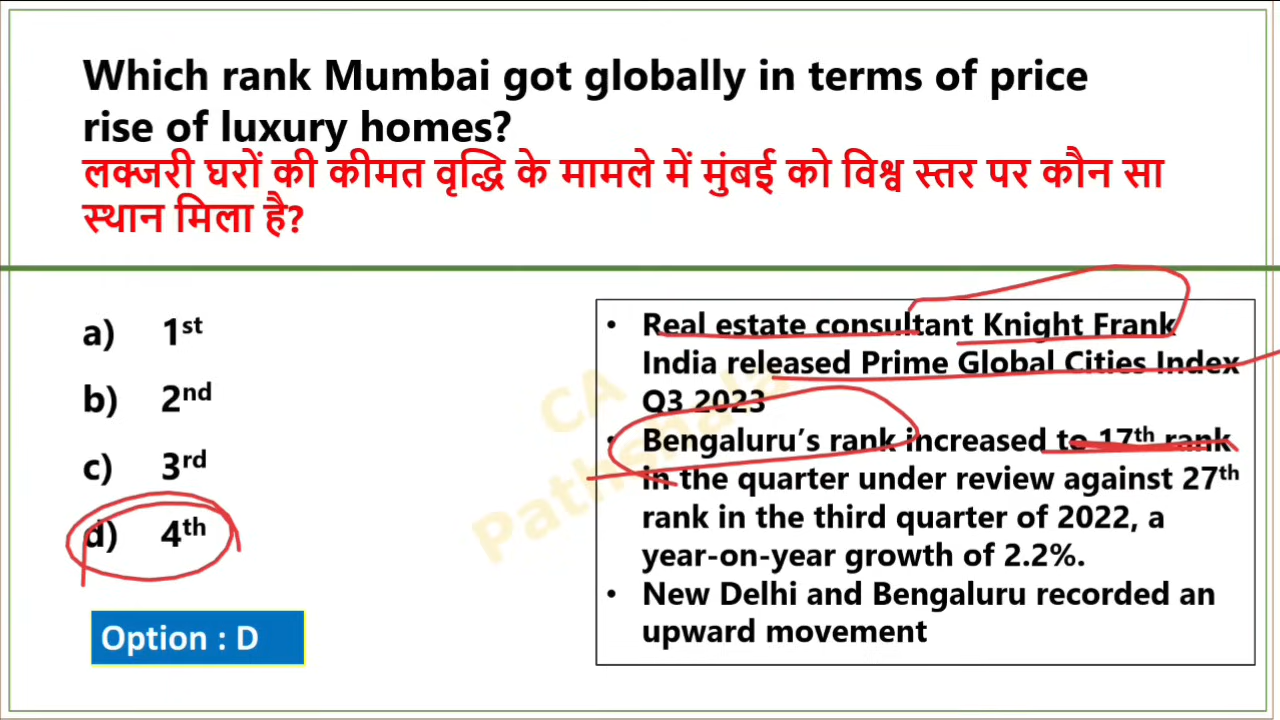 Which rank Mumbai got globally in terms of price
rise of luxury homes?
लक्जरी घरों की कीमत वृद्धि के मामले में मुंबई को विश्व स्तर पर कौन सा
स्थान मिला है?
a) 1st
b) 2nd
c) 3rd
d) 4th
Option : D
• Real estate consultant Knight Frank
India released Prime Global Cities Index
Q3 2023
• Bengaluru’s rank increased to 17th rank
in the quarter under review against 27th
rank in the third quarter of 2022, a
year-on-year growth of 2.2%.
• New Delhi and Bengaluru recorded an
upward movement
CA
Pathshala